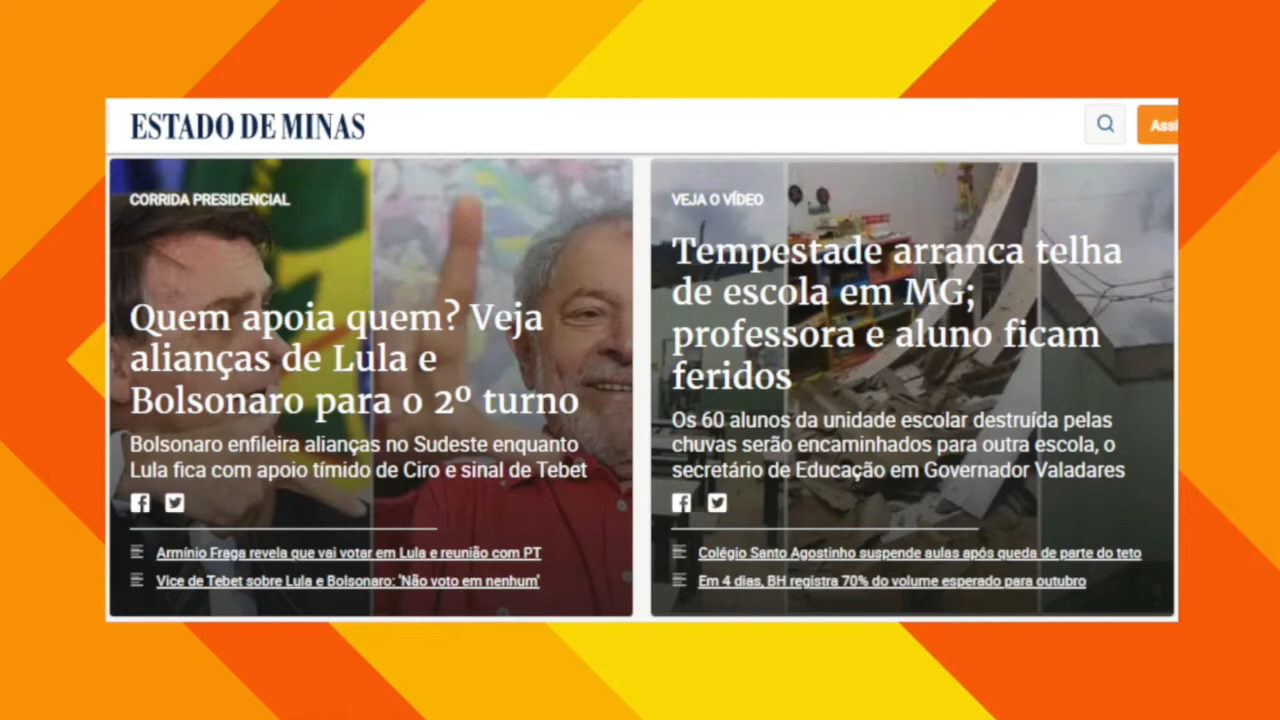 ESTADO DE MINAS
Assi
CORRIDA PRESIDENCIAL
Quem apoia quem? Veja
alianças de Lula e
Bolsonaro para o 2º turno
Bolsonaro enfileira alianças no Sudeste enquanto
Lula fica com apoio tímido de Ciro e sinal de Tebet
Armínio Fraga revela que vai votar em Lula e reunião com PT
Vice de Tebet sobre Lula e Bolsonaro: 'Não voto em nenhum'
VEJA O VÍDEO
Tempestade arranca telha
de escola em MG;
professora e aluno ficam
feridos
Os 60 alunos da unidade escolar destruída pelas
chuvas serão encaminhados para outra escola, o
secretário de Educação em Governador Valadares
Colégio Santo Agostinho suspende aulas após queda de parte do teto
Em 4 dias, BH registra 70% do volume esperado para outubro